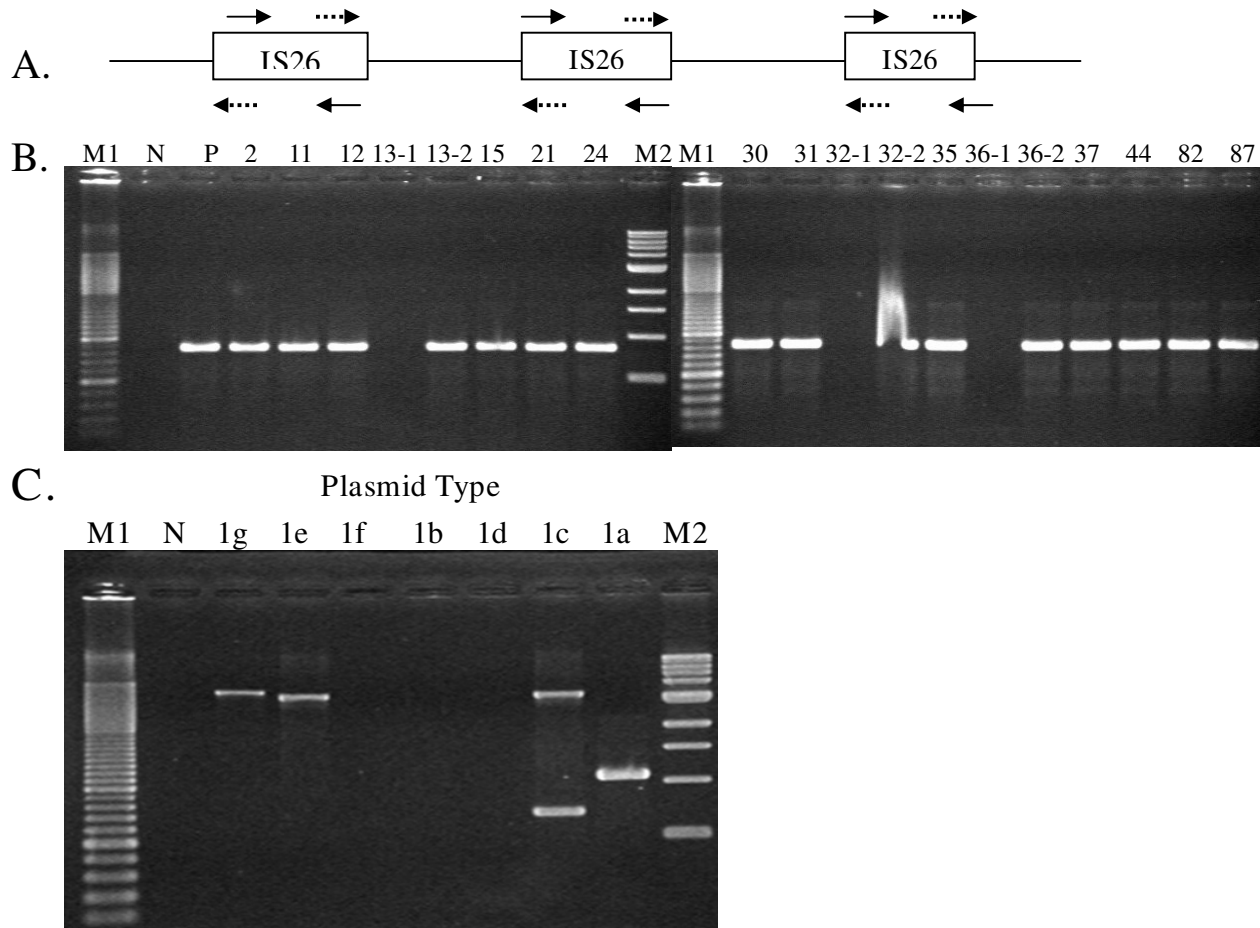 A.
IS26 IS26 IS26
B.
M1 N P 2 11 12 13-1 13-2 15 21 24 M2 M1 30 31 32-1 32-2 35 36-1 36-2 37 44 82 87
C.
Plasmid Type
M1 N 1g 1e 1f 1b 1d 1c 1a M2